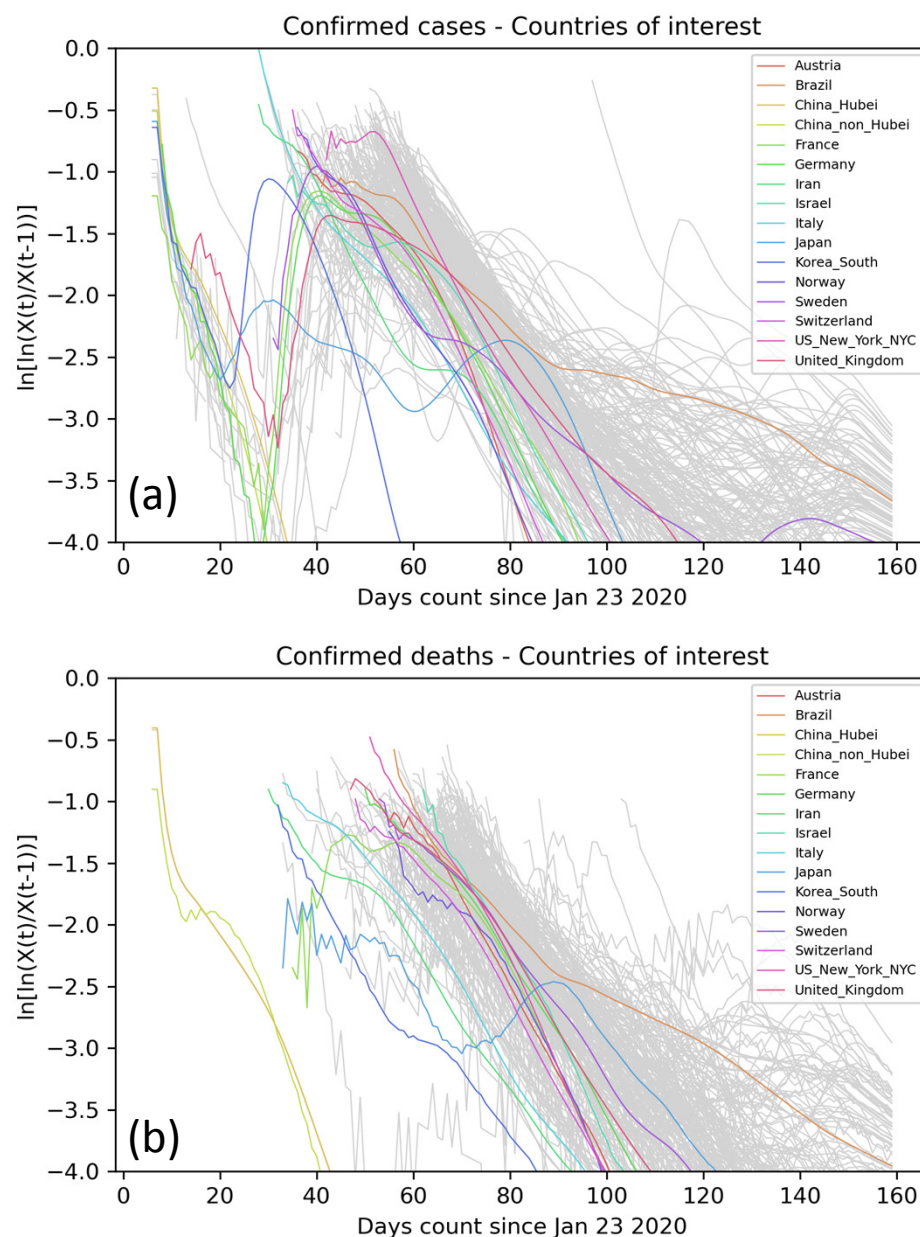 Confirmed cases - Countries of interest
0.0
−0.5
−1.0
−1.5
−2.0
−2.5
−3.0
−3.5
−4.0
ln[ln(X(t)/X(t-1))]
Austria
Brazil
China_Hubei
China_non_Hubei
France
Germany
Iran
Israel
Italy
Japan
Korea_South
Norway
Sweden
Switzerland
US_New_York_NYC
United_Kingdom
(a)
0 20 40 60 80 100 120 140 160
Days count since Jan 23 2020
Confirmed deaths - Countries of interest
0.0
−0.5
−1.0
−1.5
−2.0
−2.5
−3.0
−3.5
−4.0
ln[ln(X(t)/X(t-1))]
Austria
Brazil
China_Hubei
China_non_Hubei
France
Germany
Iran
Israel
Italy
Japan
Korea_South
Norway
Sweden
Switzerland
US_New_York_NYC
United_Kingdom
(b)
0 20 40 60 80 100 120 140 160
Days count since Jan 23 2020